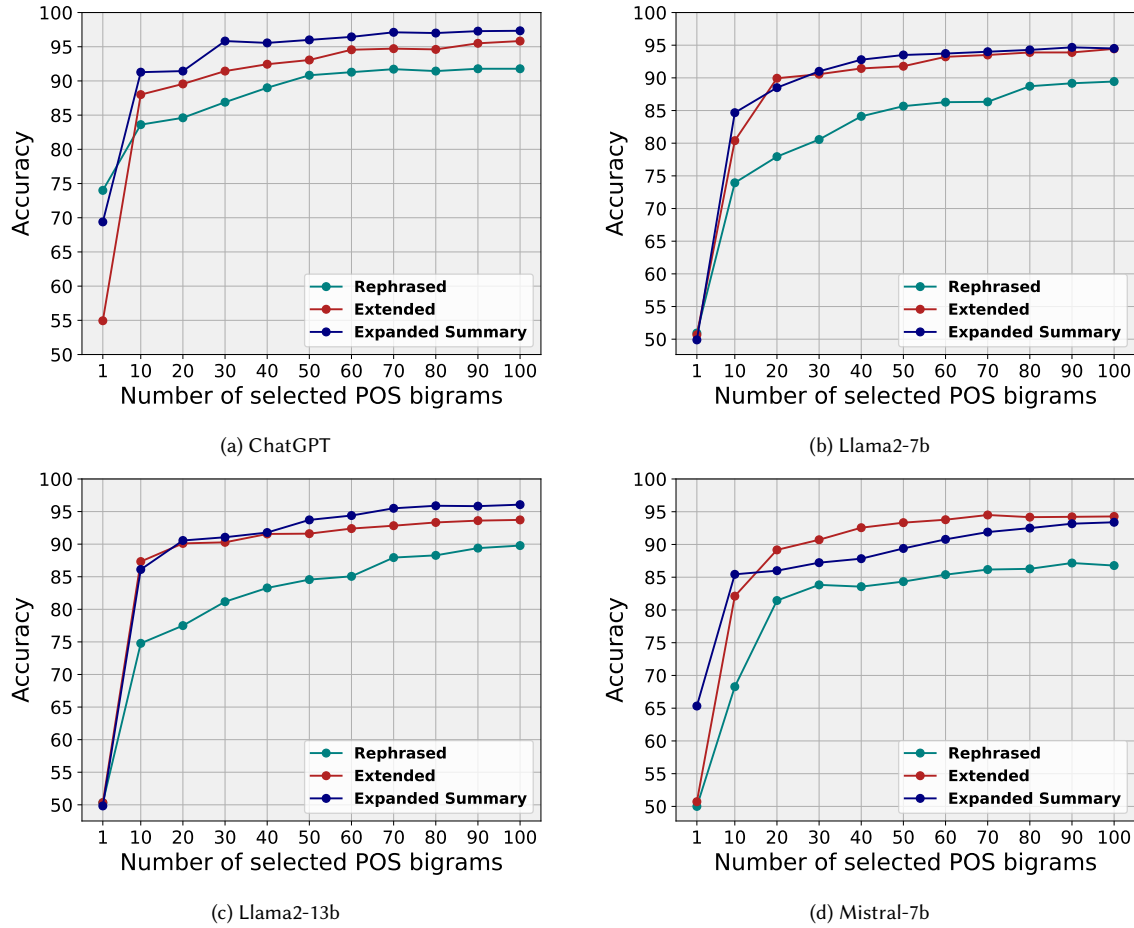 100
95
90
85
80
75
70
65
60
55
50
Accuracy
1 10 20 30 40 50 60 70 80 90 100
Number of selected POS bigrams
Rephrased
Extended
Expanded Summary
(a) ChatGPT
100
95
90
85
80
75
70
65
60
55
50
Accuracy
1 10 20 30 40 50 60 70 80 90 100
Number of selected POS bigrams
Rephrased
Extended
Expanded Summary
(b) Llama2-7b
100
95
90
85
80
75
70
65
60
55
50
Accuracy
1 10 20 30 40 50 60 70 80 90 100
Number of selected POS bigrams
Rephrased
Extended
Expanded Summary
(c) Llama2-13b
100
95
90
85
80
75
70
65
60
55
50
Accuracy
1 10 20 30 40 50 60 70 80 90 100
Number of selected POS bigrams
Rephrased
Extended
Expanded Summary
(d) Mistral-7b